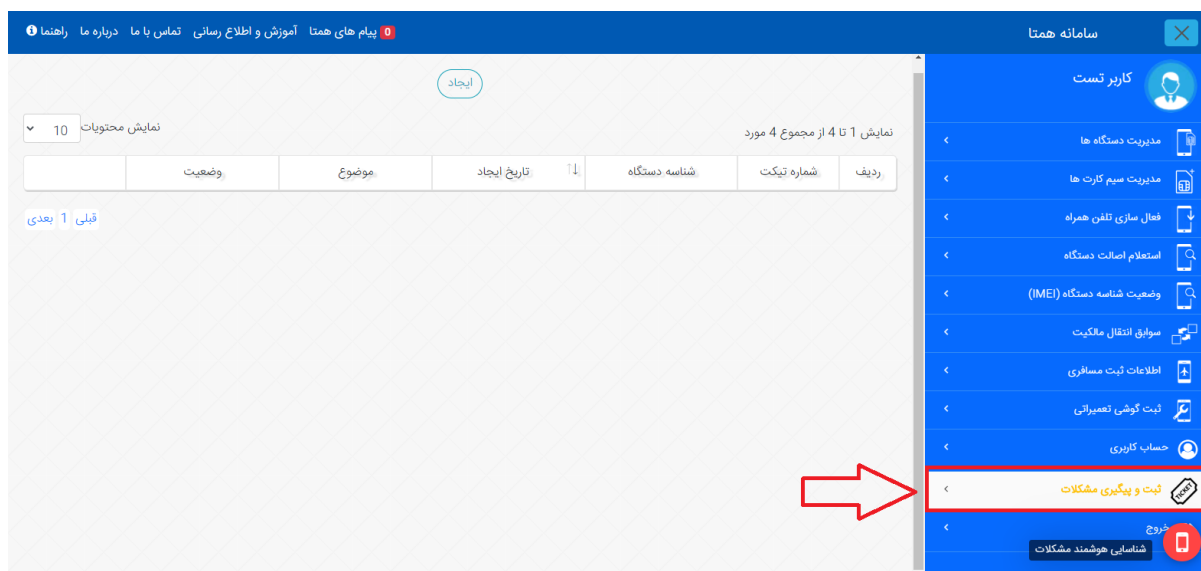 سامانه همتا
0 پیام های همتا آموزش و اطلاع رسانی تماس با ما درباره ما راهنما
کاربر تست
مدیریت دستگاه ها
مدیریت سیم کارت ها
فعال سازی تلفن همراه
استعلام اصالت دستگاه
وضعیت شناسه دستگاه (IMEI)
سوابق انتقال مالکیت
اطلاعات ثبت مسافری
ثبت گوشی تعمیراتی
حساب کاربری
TICKET ثبت و پیگیری مشکلات
خروج
شناسایی هوشمند مشکلات
ایجاد
نمایش 1 تا 4 از مجموع 4 مورد
نمایش محتویات 10
ردیف شماره تیکت شناسه دستگاه تاریخ ایجاد موضوع وضعیت
قبلی 1 بعدی